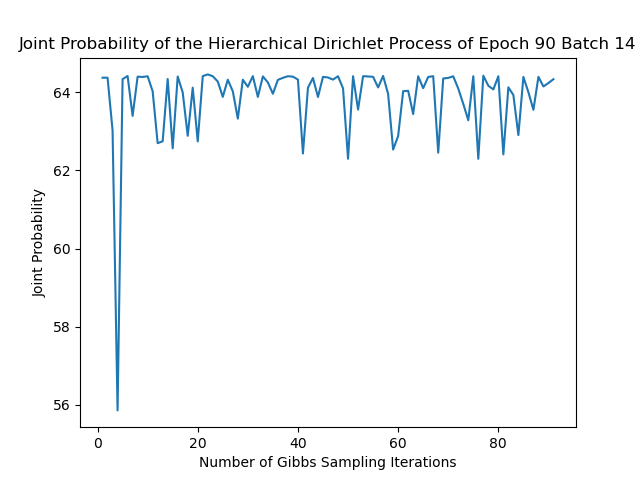 Joint Probability of the Hierarchical Dirichlet Process of Epoch 90 Batch 14
64
62
60
58
56
Joint Probability
0 20 40 60 80
Number of Gibbs Sampling Iterations